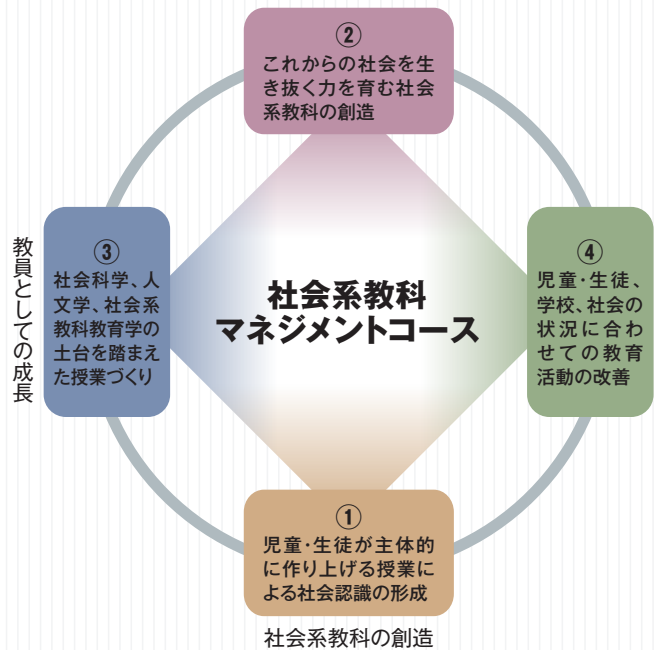 ②
これからの社会を生
き抜く力を育む社会
系教科の創造
教員としての成長
③
社会科学、人
文学、社会系
教科教育学の
土台を踏まえ
た授業づくり
社会系教科
マネジメントコース
④
児童・生徒、
学校、社会の
状況に合わ
せての教育
活動の改善
①
児童・生徒が主体的
に作り上げる授業に
よる社会認識の形成
社会系教科の創造